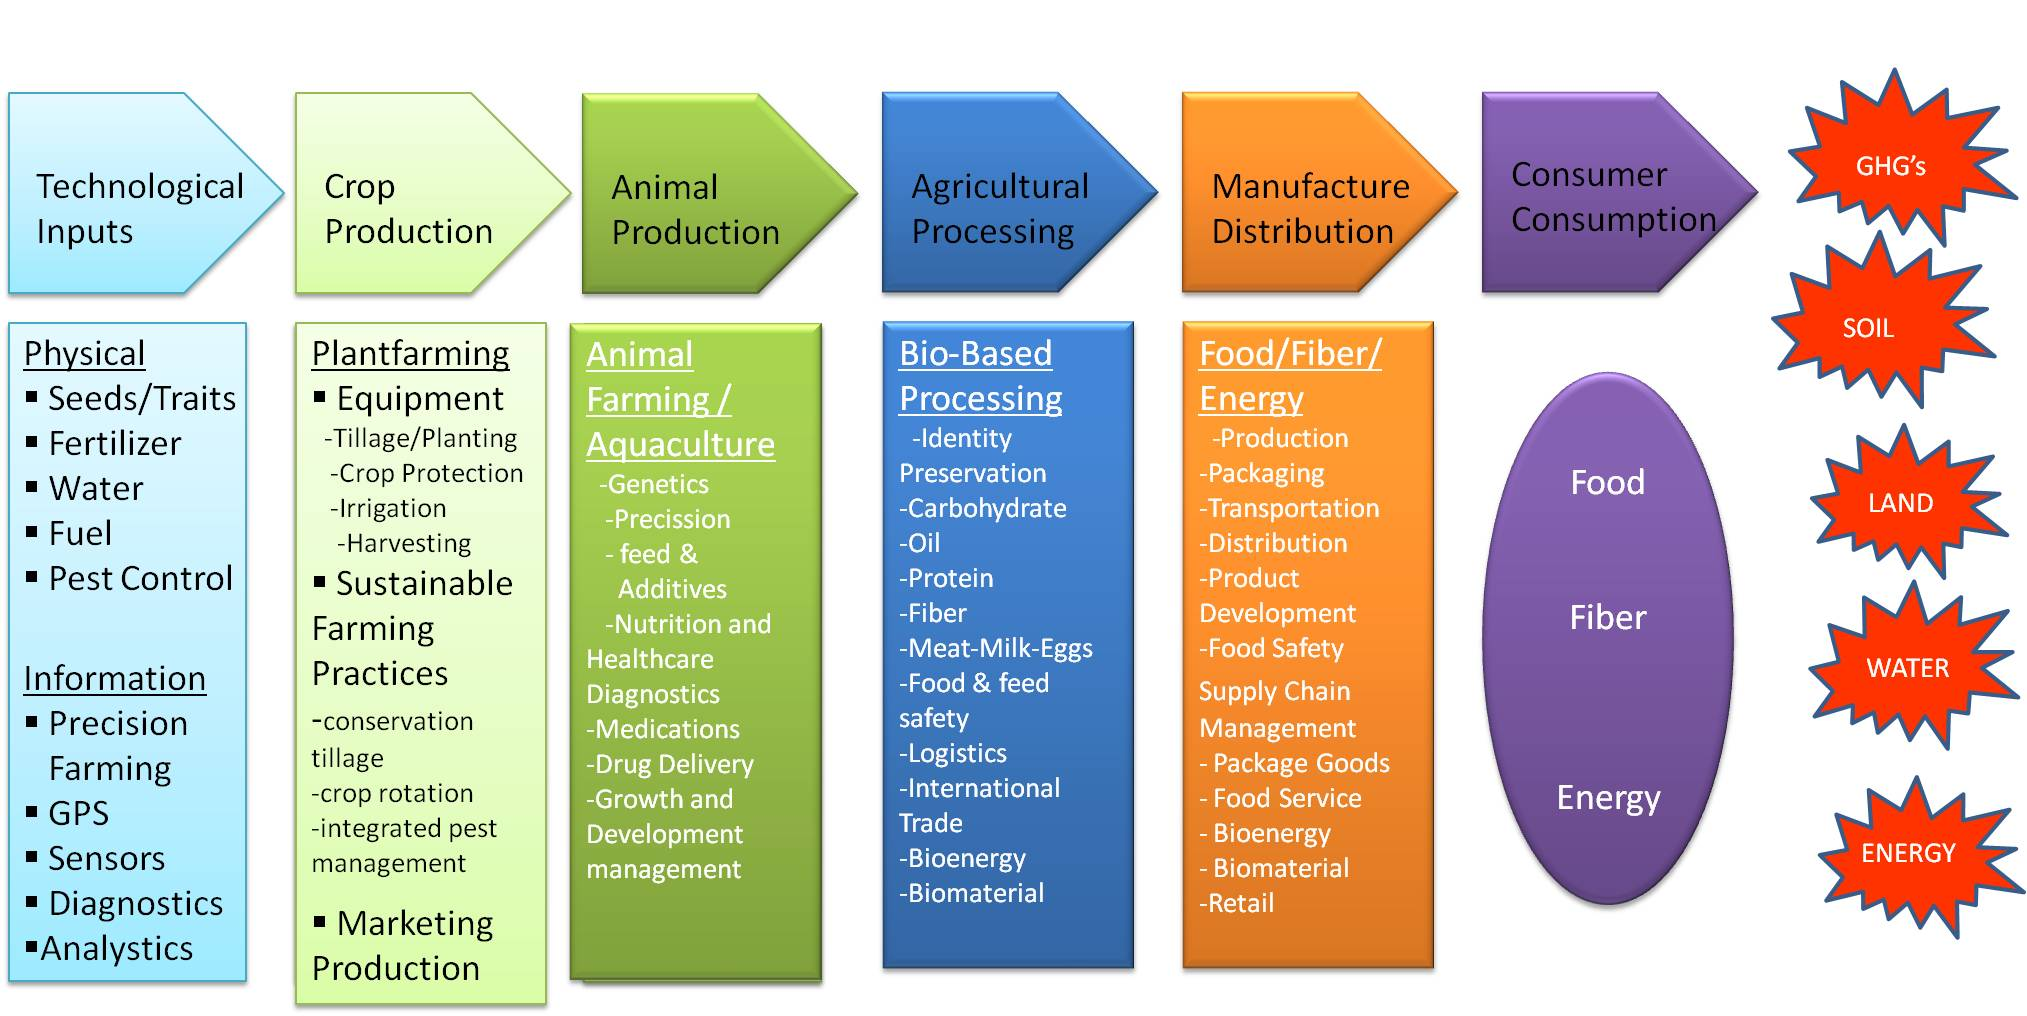 Technological
Inputs
Crop
Production
Animal
Production
Agricultural
Processing
Manufacture
Distribution
Consumer
Consumption
Physical
▪ Seeds/Traits
▪ Fertilizer
▪ Water
▪ Fuel
▪ Pest Control
Information
▪ Precision
Farming
▪ GPS
▪ Sensors
▪ Diagnostics
▪Analystics
Plantfarming
▪ Equipment
-Tillage/Planting
-Crop Protection
-Irrigation
-Harvesting
▪ Sustainable
Farming
Practices
-conservation
tillage
-crop rotation
-integrated pest
management
▪ Marketing
Production
Animal
Farming /
Aquaculture
-Genetics
-Precission
- feed &
Additives
-Nutrition and
Healthcare
Diagnostics
-Medications
-Drug Delivery
-Growth and
Development
management
Bio-Based
Processing
-Identity
Preservation
-Carbohydrate
-Oil
-Protein
-Fiber
-Meat-Milk-Eggs
-Food & feed
safety
-Logistics
-International
Trade
-Bioenergy
-Biomaterial
Food/Fiber/
Energy
-Production
-Packaging
-Transportation
-Distribution
-Product
Development
-Food Safety
Supply Chain
Management
- Package Goods
- Food Service
- Bioenergy
- Biomaterial
-Retail
Food
Fiber
Energy
GHG's
SOIL
LAND
WATER
ENERGY